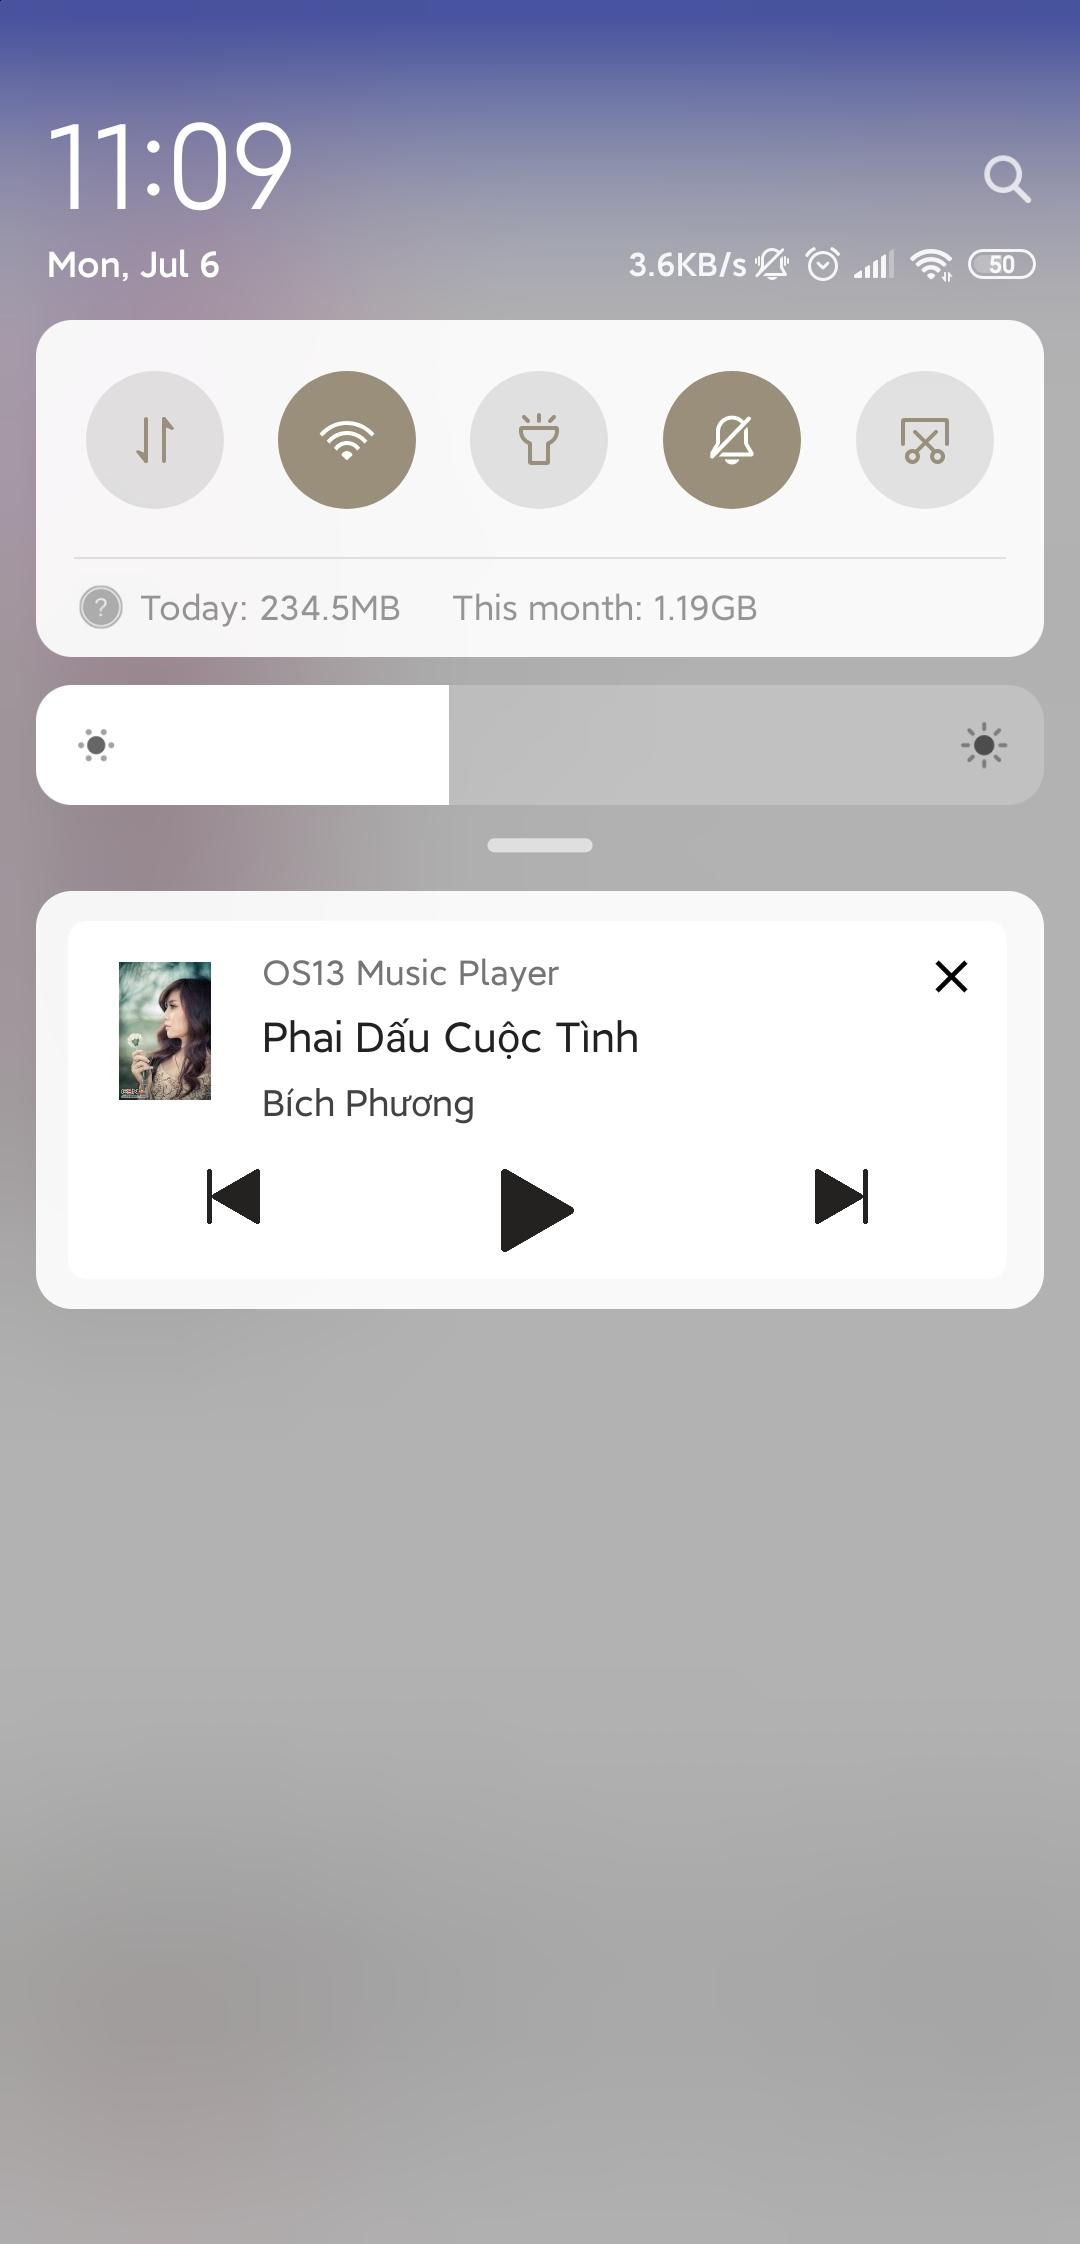 11:09
Mon, Jul 6
3.6KB/s
50
Today: 234.5MB This month: 1.19GB
OS13 Music Player
Phai Dấu Cuộc Tình
Bích Phương